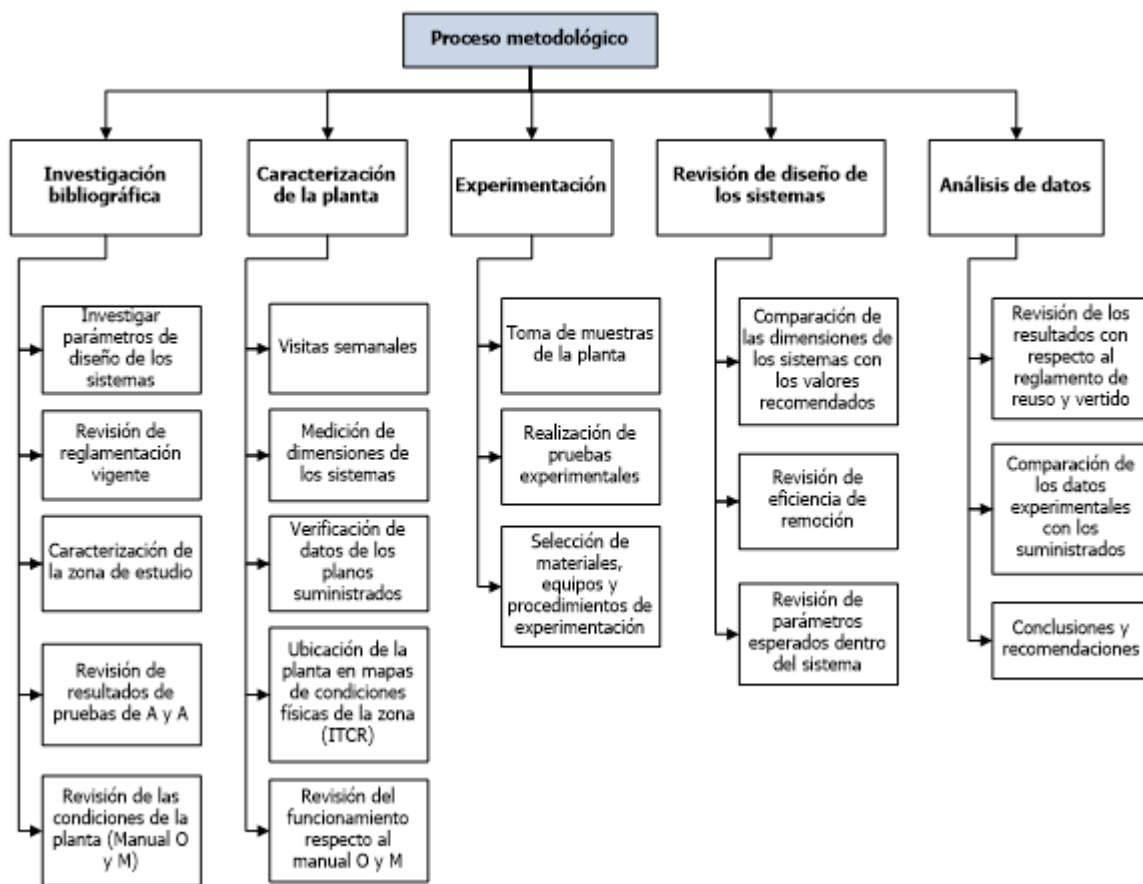 Proceso metodológico
Investigación
bibliográfica
Caracterización
de la planta
Experimentación
Revisión de diseño de
los sistemas
Análisis de datos
Investigar
parámetros de
diseño de los
sistemas
Revisión de
reglamentación
vigente
Caracterización de
la zona de estudio
Revisión de
resultados de
pruebas de A y A
Revisión de las
condiciones de la
planta (Manual O
y M)
Visitas semanales
Medición de
dimensiones de
los sistemas
Verificación de
datos de los
planos
suministrados
Ubicación de la
planta en mapas
de condiciones
físicas de la zona
(ITCR)
Revisión del
funcionamiento
respecto al
manual O y M
Toma de muestras
de la planta
Realización de
pruebas
experimentales
Selección de
materiales,
equipos y
procedimientos de
experimentación
Comparación de
las dimensiones de
los sistemas con
los valores
recomendados
Revisión de
eficiencia de
remoción
Revisión de
parámetros
esperados dentro
del sistema
Revisión de los
resultados con
respecto al
reglamento de
reuso y vertido
Comparación de
los datos
experimentales
con los
suministrados
Conclusiones y
recomendaciones